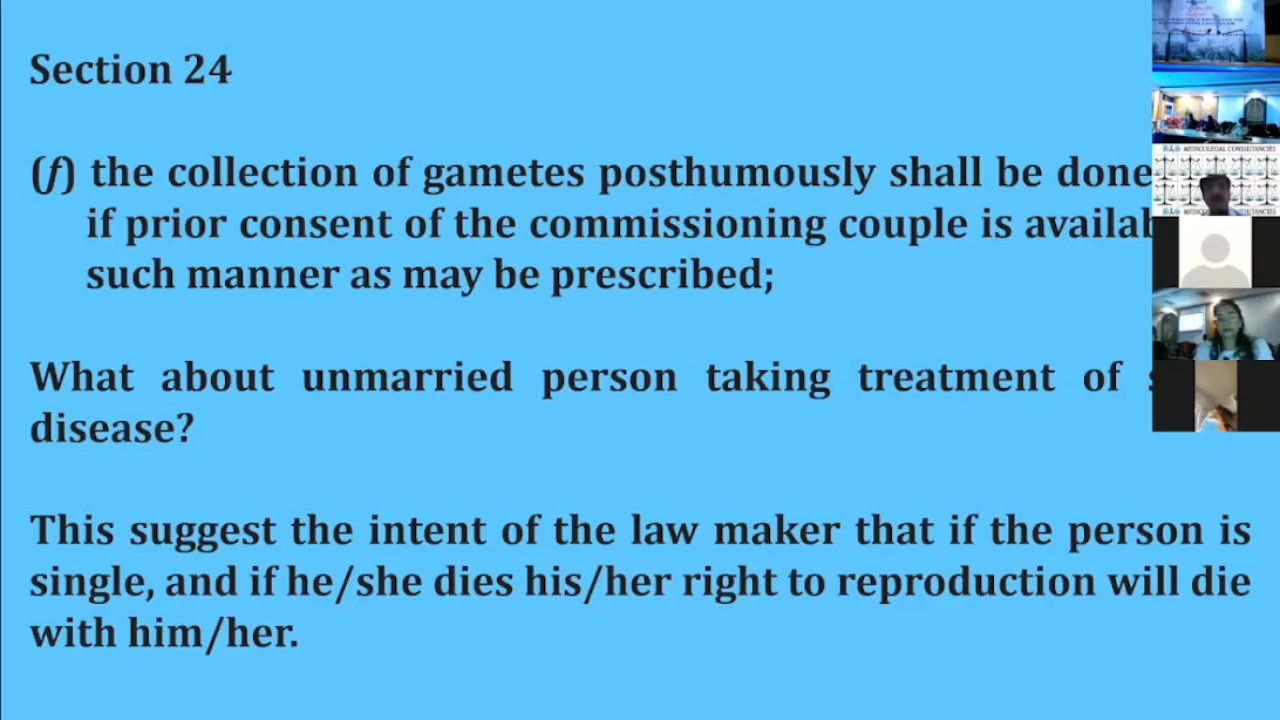 Section 24
(f) the collection of gametes posthumously shall be done
if prior consent of the commissioning couple is
such manner as may be prescribed;
What about unmarried person taking treatment of
disease?
This suggest the intent of the law maker that if the person is
single, and if he/she dies his/her right to reproduction will die
with him/her.
MEDICOLEGAL CONSULTANCIES